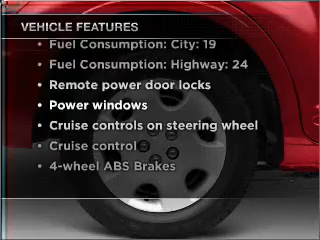 VEHICLE FEATURES
• Fuel Consumption: City: 19
• Fuel Consumption: Highway: 24
• Remote power door locks
• Power windows
• Cruise controls on steering wheel
• Cruise control
• 4-wheel ABS Brakes